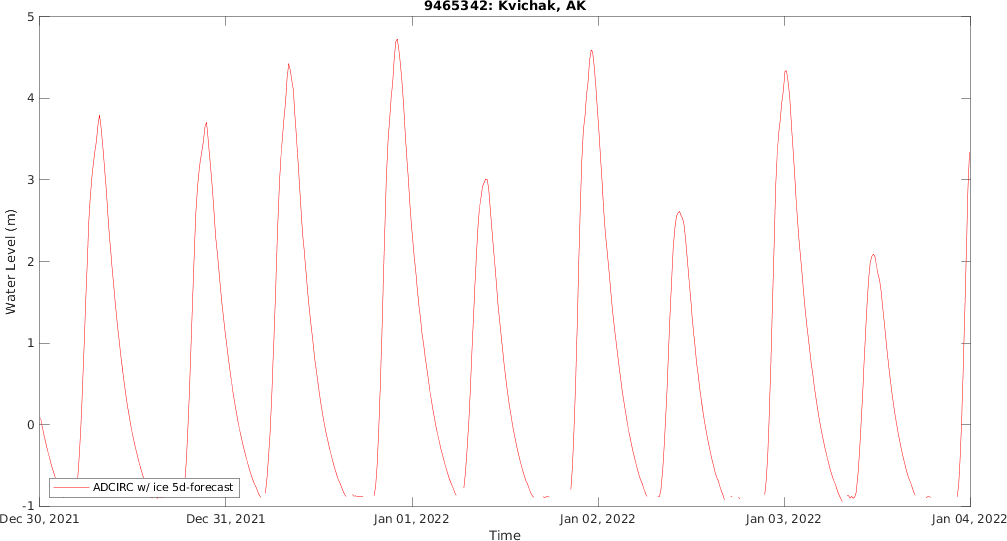 9465342: Kvichak, AK
5
4
3
2
1
0
-1
Water Level (m)
ADCIRC w/ ice 5d-forecast
Dec 30, 2021
Dec 31, 2021
Jan 01, 2022
Jan 02, 2022
Jan 03, 2022
Jan 04, 2022
Time